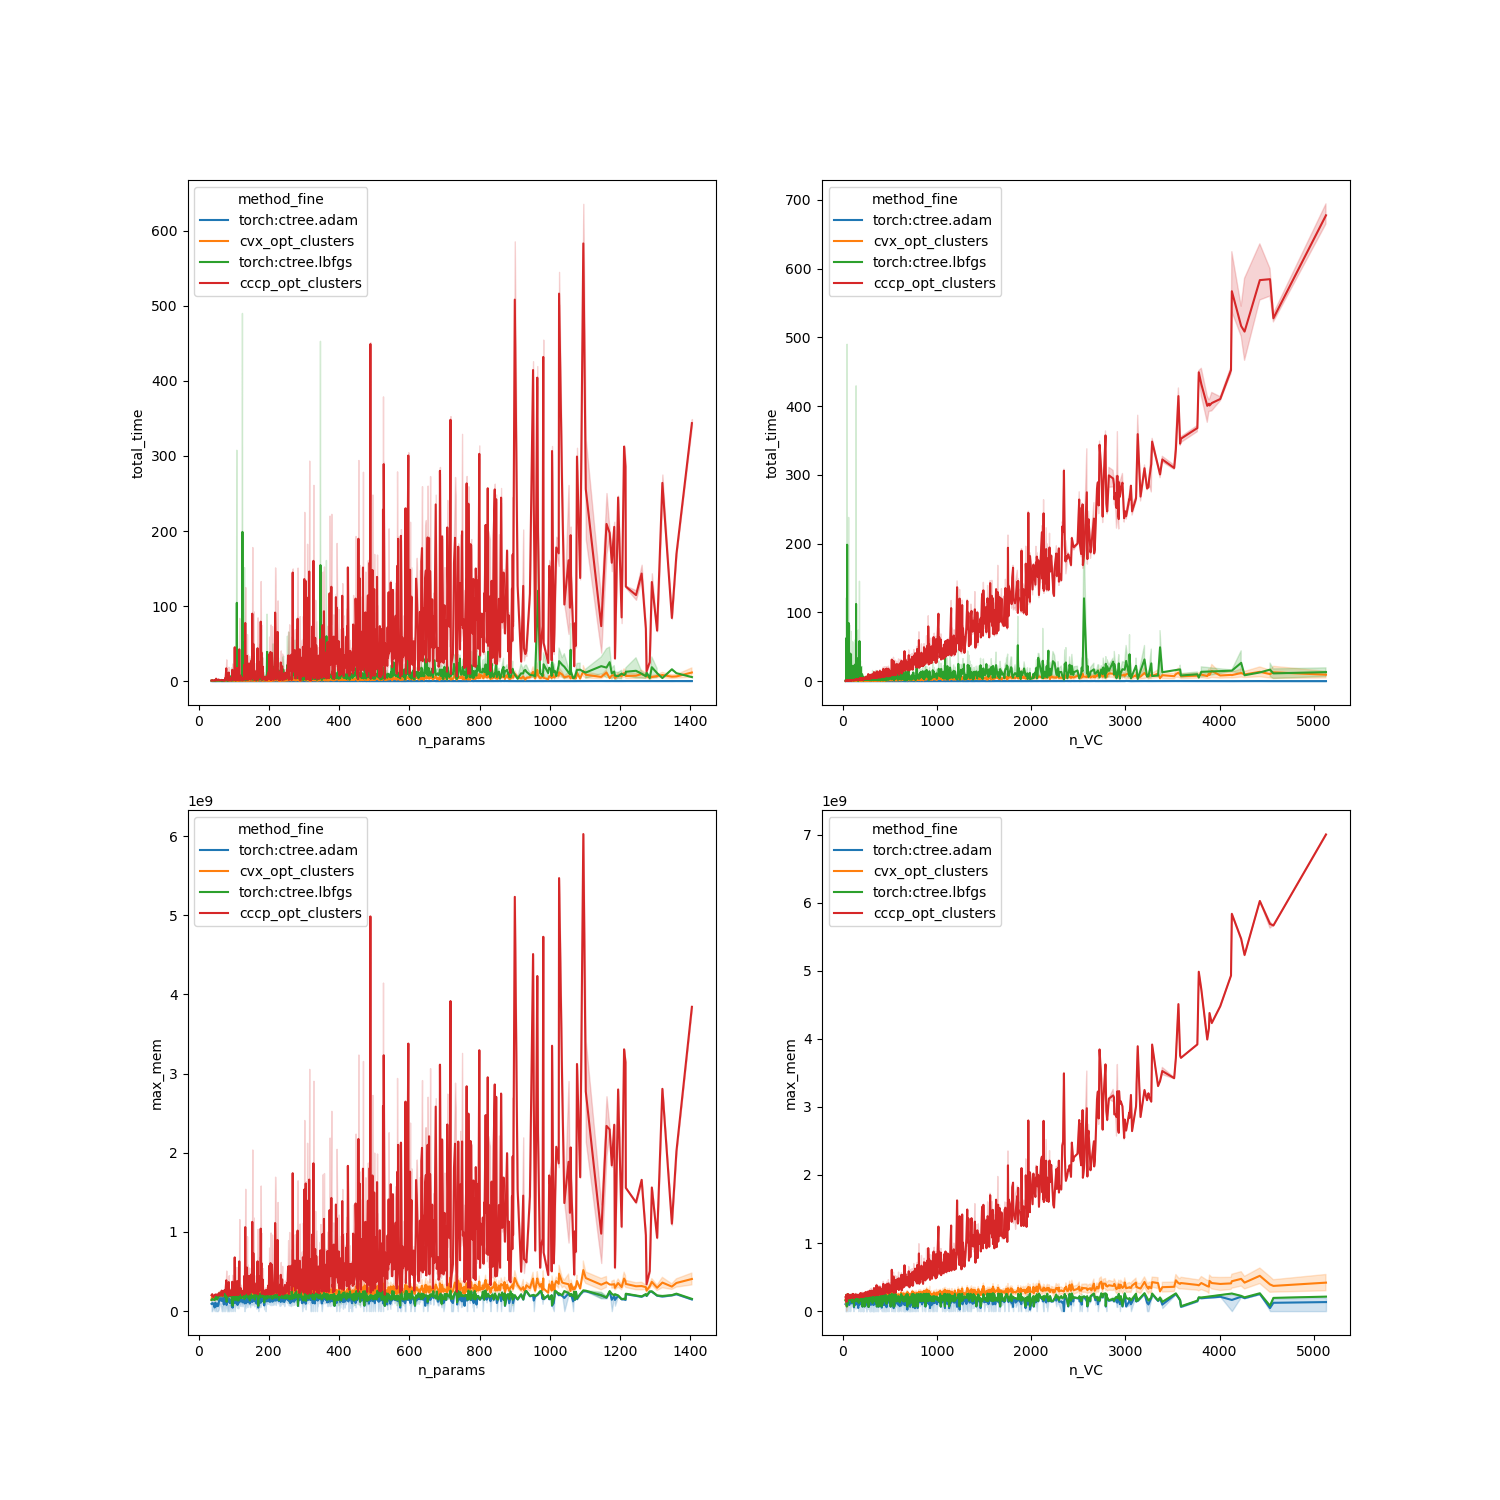 method_fine
torch:ctree.adam
cvx_opt_clusters
torch:ctree.lbfgs
cccp_opt_clusters
600
500
400
300
200
100
0
total_time
0 200 400 600 800 1000 1200 1400
n_params
method_fine
torch:ctree.adam
cvx_opt_clusters
torch:ctree.lbfgs
cccp_opt_clusters
700
600
500
400
300
200
100
0
total_time
0 1000 2000 3000 4000 5000
n_VC
1e9
method_fine
torch:ctree.adam
cvx_opt_clusters
torch:ctree.lbfgs
cccp_opt_clusters
6
5
4
3
2
1
0
max_mem
0 200 400 600 800 1000 1200 1400
n_params
1e9
method_fine
torch:ctree.adam
cvx_opt_clusters
torch:ctree.lbfgs
cccp_opt_clusters
7
6
5
4
3
2
1
0
max_mem
0 1000 2000 3000 4000 5000
n_VC